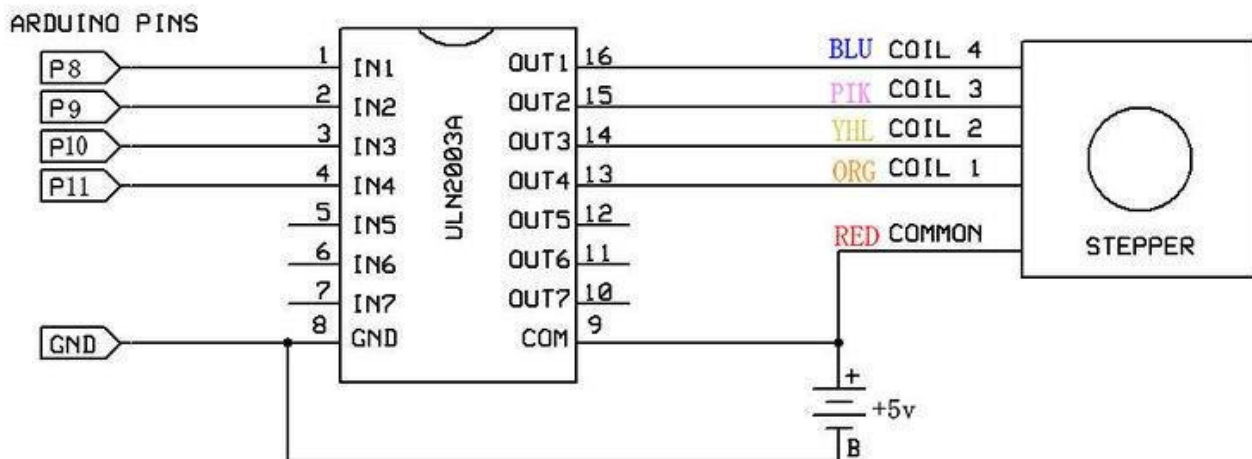 ARDUINO PINS
P8 1 IN1 OUT1 16 BLU COIL 4
P9 2 IN2 OUT2 15 PIK COIL 3
P10 3 IN3 OUT3 14 YHL COIL 2
P11 4 IN4 OUT4 13 ORG COIL 1
5 IN5 OUT5 12
6 IN6 OUT6 11 RED COMMON
7 IN7 OUT7 10
GND 8 GND COM 9
ULN2003A
STEPPER
+
+5v
B